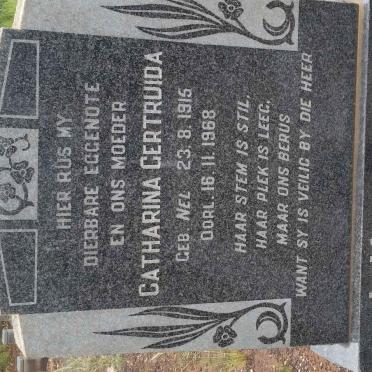 HIER RUS MY
DIERBARE EGGENOTE
EN ONS MOEDER
CATHARINA GERTRUIDA
GEB NEL 23.8.1915
OORL. 16.11.1968
HAAR STEM IS STIL,
HAAR PLEK IS LEEG,
MAAR ONS BERUS
WANT SY IS VEILIG BY DIE HEER